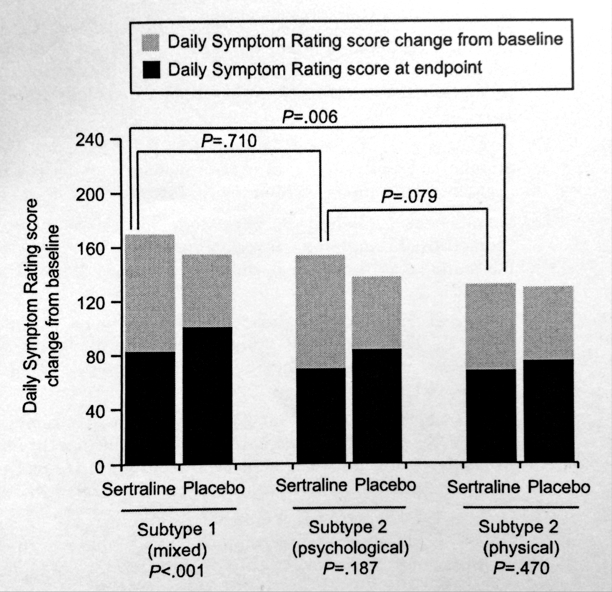 Daily Symptom Rating score change from baseline
Daily Symptom Rating score at endpoint
P=.006
P=.710
P=.079
240
200
160
120
80
40
0
Daily Symptom Rating score
change from baseline
Sertraline Placebo
Sertraline Placebo
Sertraline Placebo
Subtype 1
(mixed)
P<.001
Subtype 2
(psychological)
P=.187
Subtype 2
(physical)
P=.470